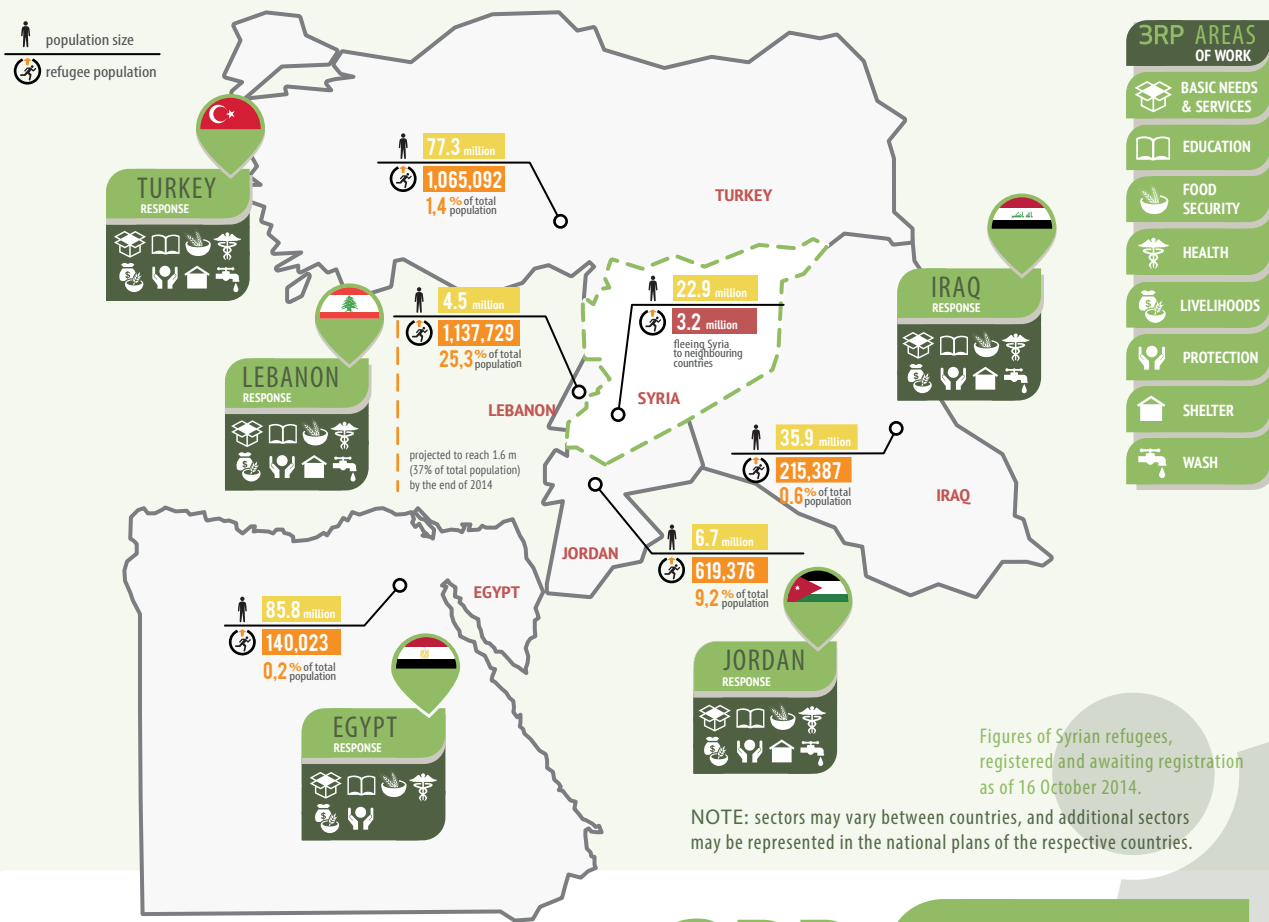 population size
refugee population
3RP AREAS
OF WORK
BASIC NEEDS
& SERVICES
EDUCATION
FOOD
SECURITY
HEALTH
LIVELIHOODS
PROTECTION
SHELTER
WASH
TURKEY
RESPONSE
77.3 million
1,065,092
1,4 % of total
population
TURKEY
IRAQ
RESPONSE
LEBANON
RESPONSE
4.5 million
1,137,729
25,3 % of total
population
LEBANON
projected to reach 1.6 m
(37% of total population)
by the end of 2014
22.9 million
3.2 million
fleeing Syria
to neighbouring
countries
SYRIA
35.9 million
215,387
0.6 % of total
population
IRAQ
JORDAN
6.7 million
619,376
9,2 % of total
population
JORDAN
RESPONSE
EGYPT
85.8 million
140,023
0,2 % of total
population
EGYPT
RESPONSE
Figures of Syrian refugees,
registered and awaiting registration
as of 16 October 2014.
NOTE: sectors may vary between countries, and additional sectors
may be represented in the national plans of the respective countries.